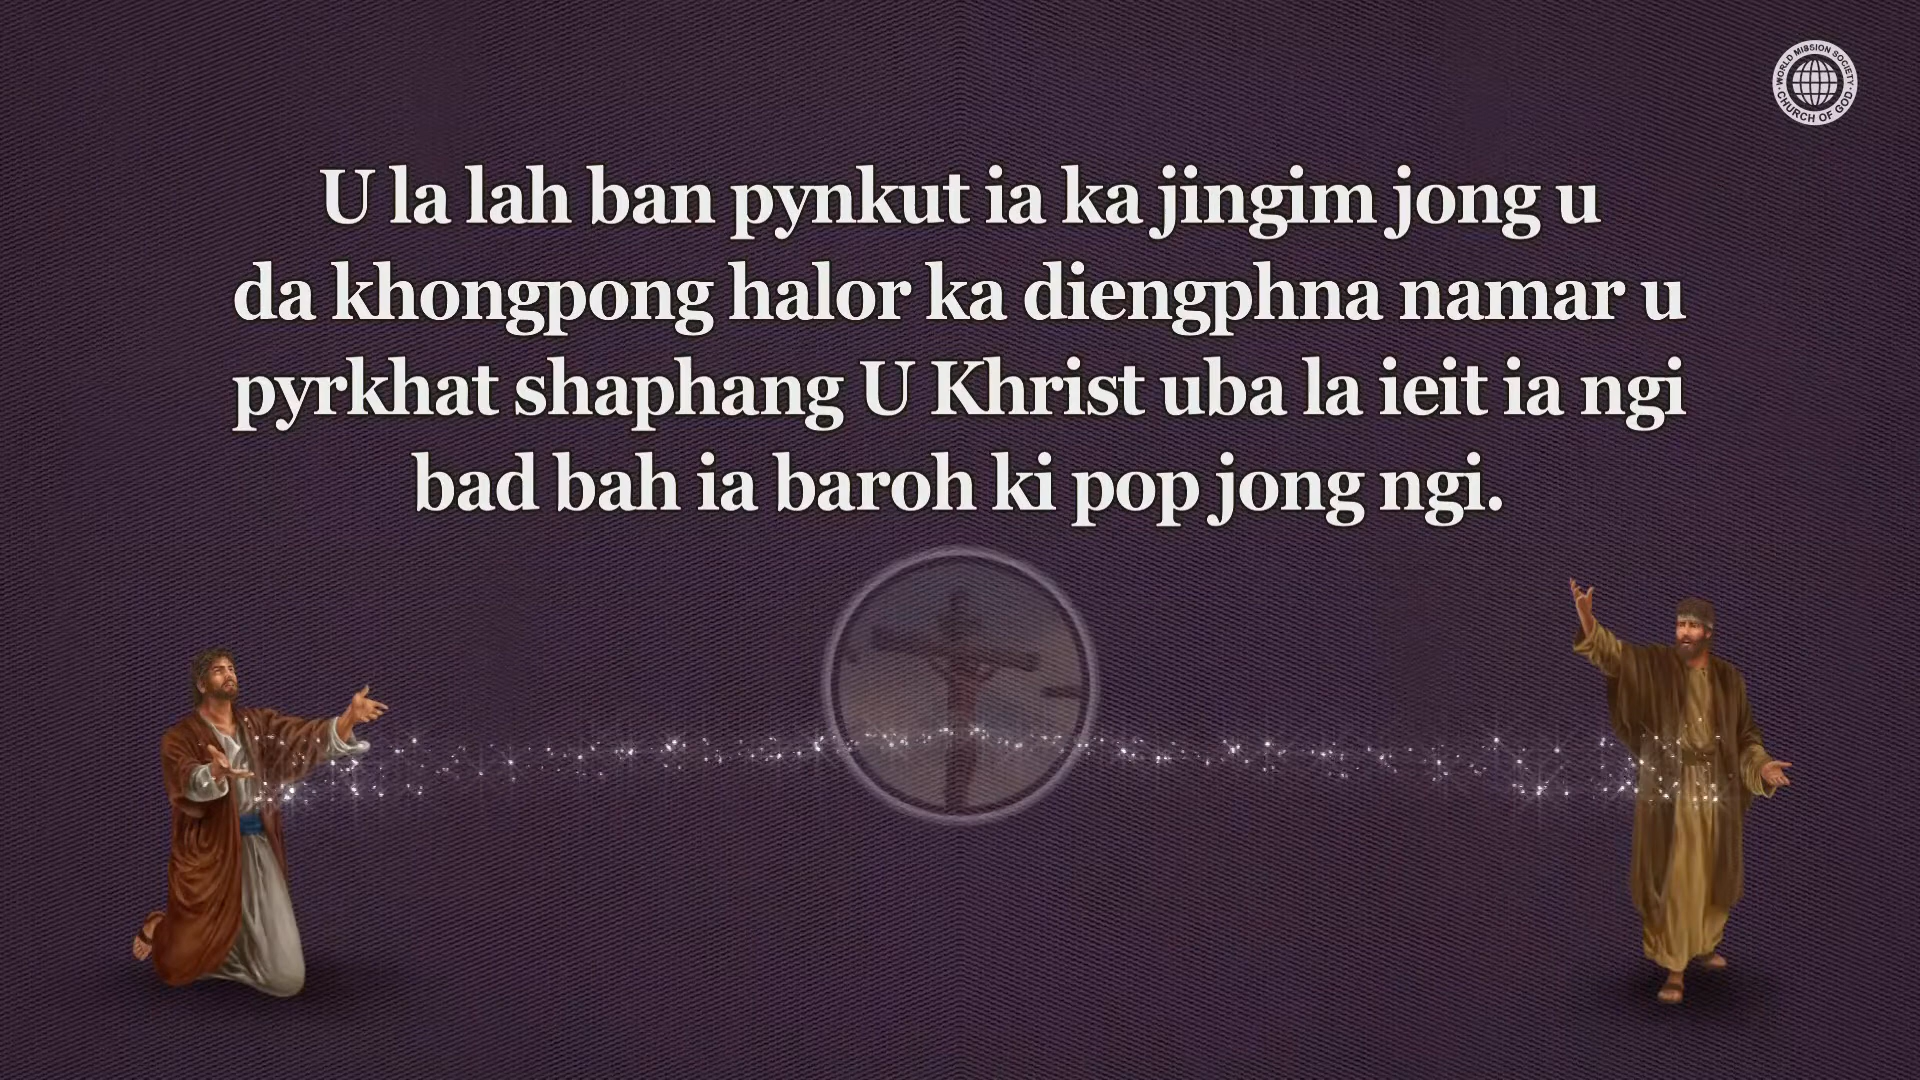 WORLD MISSION SOCIETY
CHURCH OF GOD
U la lah ban pynkut ia ka jingim jong u
da khongpong halor ka diengphna namar u
pyrkhat shaphang U Khrist uba la ieit ia ngi
bad bah ia baroh ki pop jong ngi.